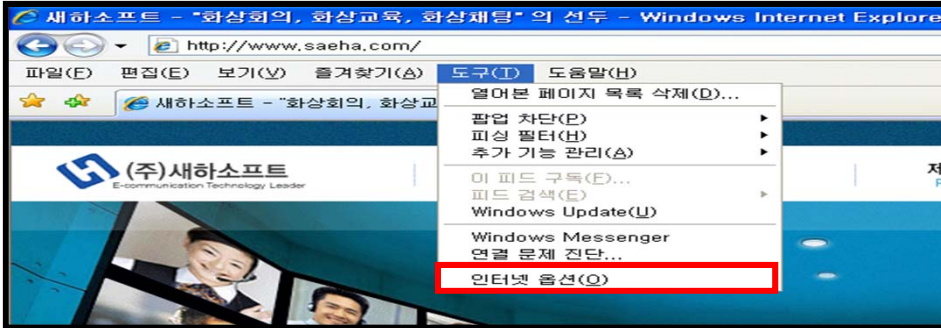 새하소프트 - "화상회의, 화상교육, 화상채팅" 의 선두 - Windows Internet Explore
http://www.saeha.com/
파일(F) 편집(E) 보기(V) 즐겨찾기(A) 도구(T) 도움말(H)
새하소프트 - "화상회의, 화상교
열어본 페이지 목록 삭제(D)...
팝업 차단(P)
피싱 필터(H)
추가 기능 관리(A)
이 피드 구독(F)...
피드 검색(E)
Windows Update(U)
Windows Messenger
연결 문제 진단...
인터넷 옵션(O)
(주)새하소프트
E-communication Technology Leader
제
P